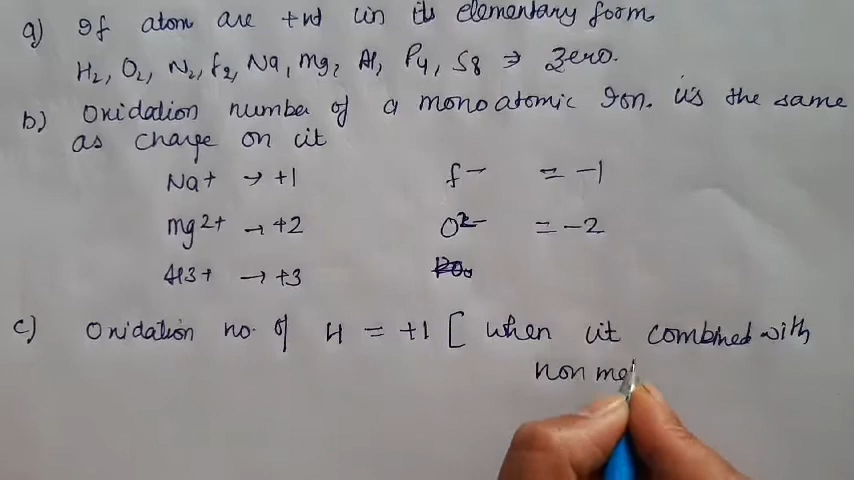 a) If atom are +nt in its elementary form
H2, O2, N2, f2, Na, mg, Al, P4, S8 ⇒ Zero.
b) Oxidation number of a monoatomic Ion. is the same
as charge on it
Na+ → +1 f- = -1
mg2+ → +2 O2- = -2
Al3+ → +3
c) Oxidation no. of H = +1 [ when it combined with
non me